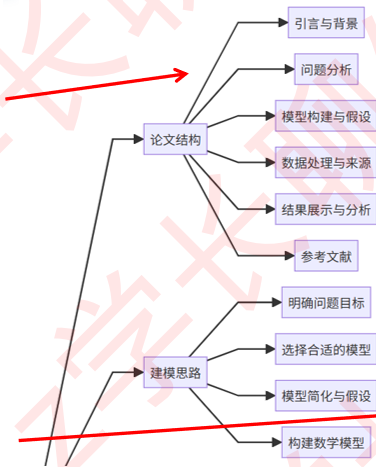 引言与背景
问题分析
模型构建与假设
论文结构
数据处理与来源
结果展示与分析
参考文献
明确问题目标
选择合适的模型
建模思路
模型简化与假设
构建数学模型